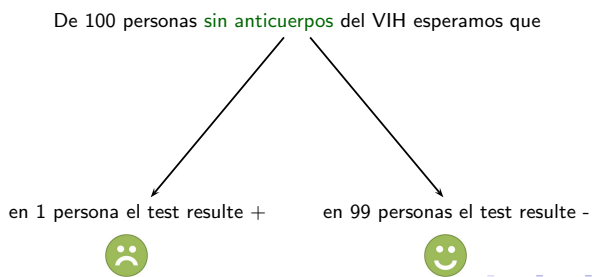 De 100 personas sin anticuerpos del VIH esperamos que
en 1 persona el test resulte +
en 99 personas el test resulte -